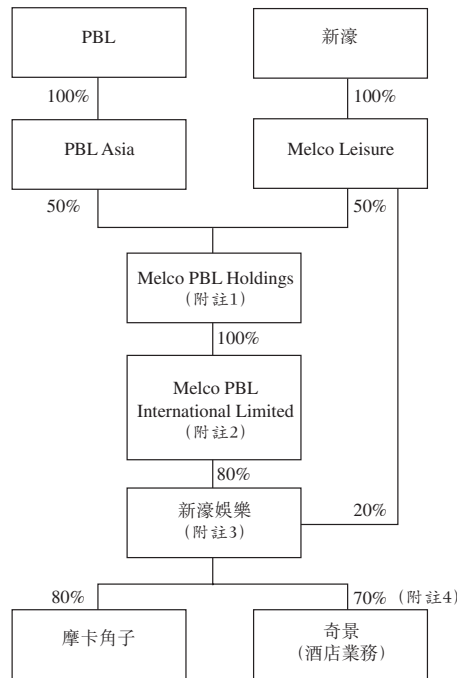 PBL
新濠
100%
100%
PBL Asia
Melco Leisure
50%
50%
Melco PBL Holdings
(附註1)
100%
Melco PBL
International Limited
(附註2)
80%
新濠娛樂
(附註3)
20%
80%
70% (附註4)
摩卡角子
奇景
(酒店業務)